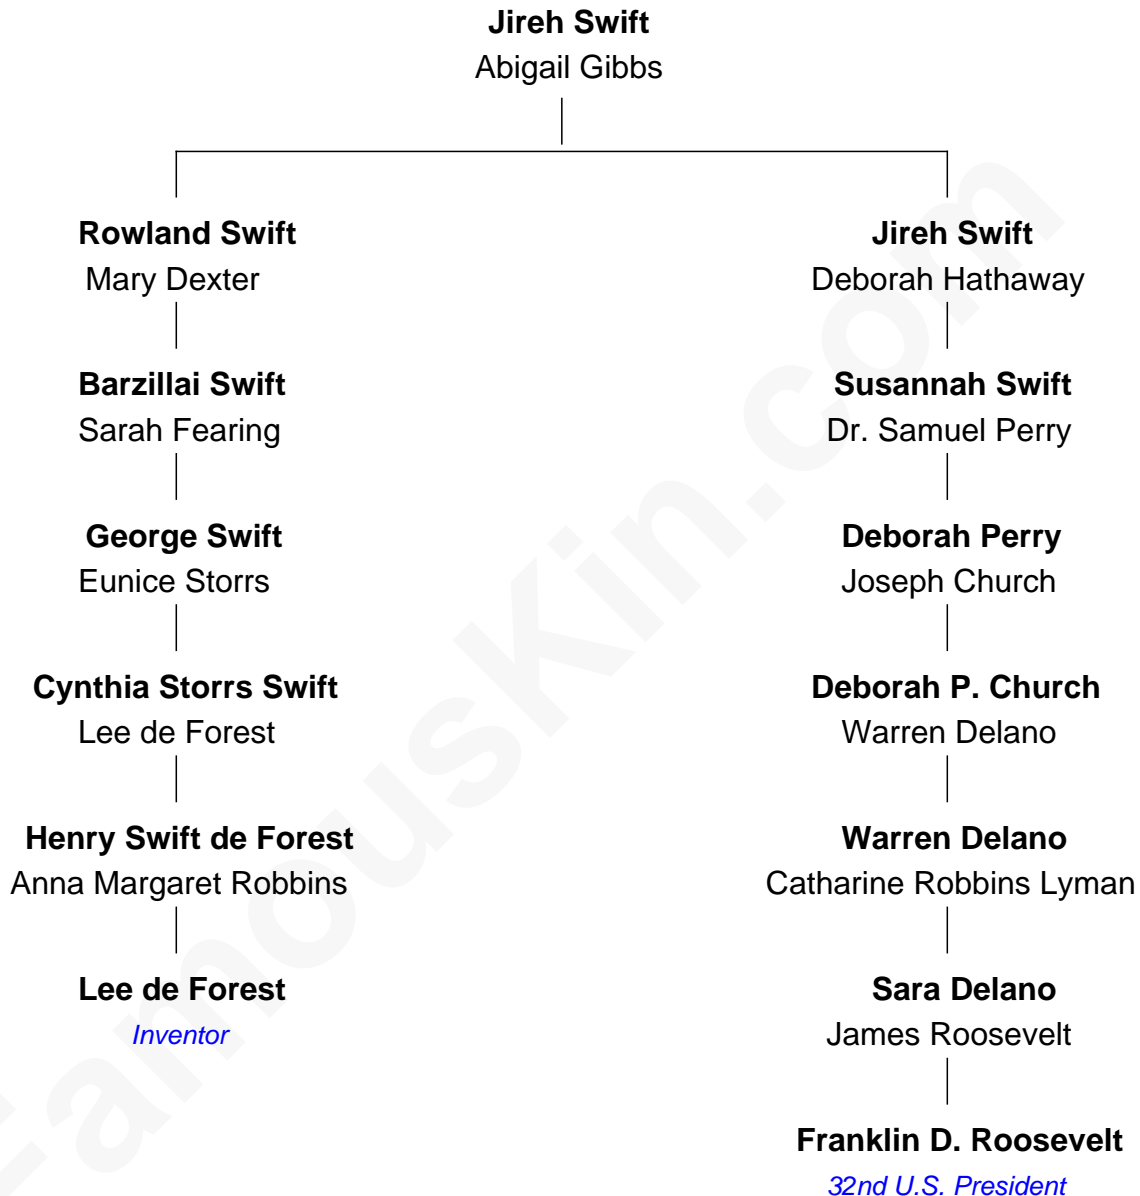 Jireh Swift
Abigail Gibbs
Rowland Swift
Mary Dexter
Jireh Swift
Deborah Hathaway
Barzillai Swift
Sarah Fearing
Susannah Swift
Dr. Samuel Perry
George Swift
Eunice Storrs
Deborah Perry
Joseph Church
Cynthia Storrs Swift
Lee de Forest
Deborah P. Church
Warren Delano
Henry Swift de Forest
Anna Margaret Robbins
Warren Delano
Catharine Robbins Lyman
Lee de Forest
Inventor
Sara Delano
James Roosevelt
Franklin D. Roosevelt
32nd U.S. President
FamousKin.com